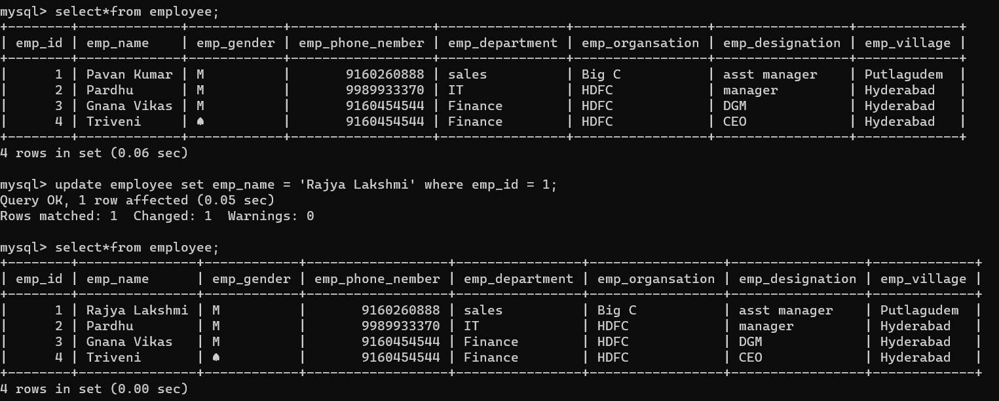 mysql> select*from employee;
+--------+-------------+------------+------------------+----------------+-----------------+-----------------+-------------+
| emp_id | emp_name    | emp_gender | emp_phone_nember | emp_department | emp_organsation | emp_designation | emp_village |
+--------+-------------+------------+------------------+----------------+-----------------+-----------------+-------------+
|      1 | Pavan Kumar | M          |       9160260888 | sales          | Big C           | asst manager    | Putlagudem  |
|      2 | Pardhu      | M          |       9989933370 | IT             | HDFC            | manager         | Hyderabad   |
|      3 | Gnana Vikas | M          |       9160454544 | Finance        | HDFC            | DGM             | Hyderabad   |
|      4 | Triveni     | ♠          |       9160454544 | Finance        | HDFC            | CEO             | Hyderabad   |
+--------+-------------+------------+------------------+----------------+-----------------+-----------------+-------------+
4 rows in set (0.06 sec)
mysql> update employee set emp_name = 'Rajya Lakshmi' where emp_id = 1;
Query OK, 1 row affected (0.05 sec)
Rows matched: 1  Changed: 1  Warnings: 0
mysql> select*from employee;
+--------+---------------+------------+------------------+----------------+-----------------+-----------------+-------------+
| emp_id | emp_name      | emp_gender | emp_phone_nember | emp_department | emp_organsation | emp_designation | emp_village |
+--------+---------------+------------+------------------+----------------+-----------------+-----------------+-------------+
|      1 | Rajya Lakshmi | M          |       9160260888 | sales          | Big C           | asst manager    | Putlagudem  |
|      2 | Pardhu        | M          |       9989933370 | IT             | HDFC            | manager         | Hyderabad   |
|      3 | Gnana Vikas   | M          |       9160454544 | Finance        | HDFC            | DGM             | Hyderabad   |
|      4 | Triveni       | ♠          |       9160454544 | Finance        | HDFC            | CEO             | Hyderabad   |
+--------+---------------+------------+------------------+----------------+-----------------+-----------------+-------------+
4 rows in set (0.00 sec)